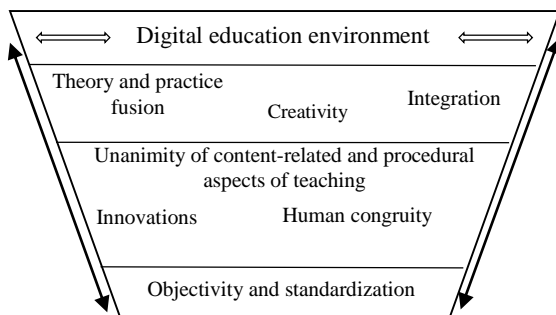 Digital education environment
Theory and practice
fusion
Creativity
Integration
Unanimity of content-related and procedural
aspects of teaching
Innovations
Human congruity
Objectivity and standardization